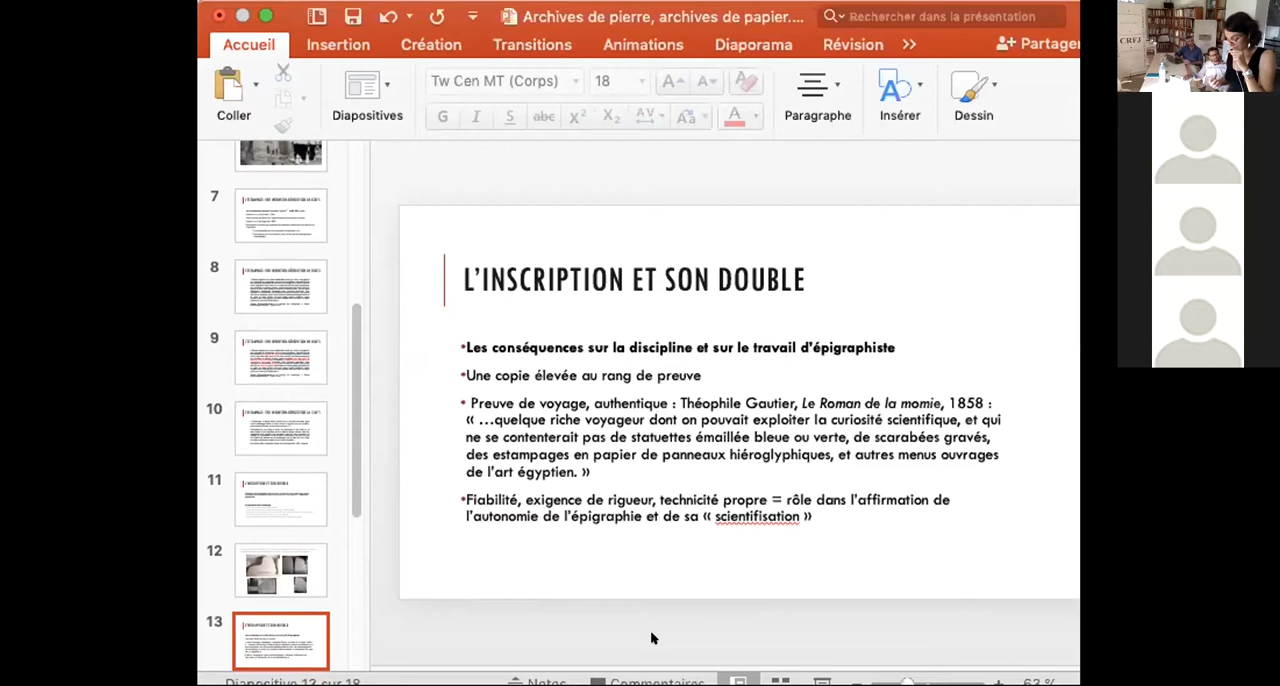 Archives de pierre, archives de papier....
Rechercher dans la présentation
Accueil
Insertion
Création
Transitions
Animations
Diaporama
Révision
Partager
Tw Cen MT (Corps)
18
Coller
Diapositives
G I S abc X² X₂ AV Aa A
Paragraphe
Insérer
Dessin
7
8
9
10
11
12
13
L'INSCRIPTION ET SON DOUBLE
•Les conséquences sur la discipline et sur le travail d'épigraphiste
•Une copie élevée au rang de preuve
• Preuve de voyage, authentique : Théophile Gautier, Le Roman de la momie, 1858 :
« …quelque riche voyageur dont on pouvait exploiter la curiosité scientifique, et qui
ne se contenterait pas de statuettes émaillée bleue ou verte, de scarabées gravés,
des estampages en papier de panneaux hiéroglyphiques, et autres menus ouvrages
de l'art égyptien. »
•Fiabilité, exigence de rigueur, technicité propre = rôle dans l'affirmation de
l'autonomie de l'épigraphie et de sa « scientifisation »
Diapositive 13 sur 18
Notes
Commentaires
63 %
CRFJ